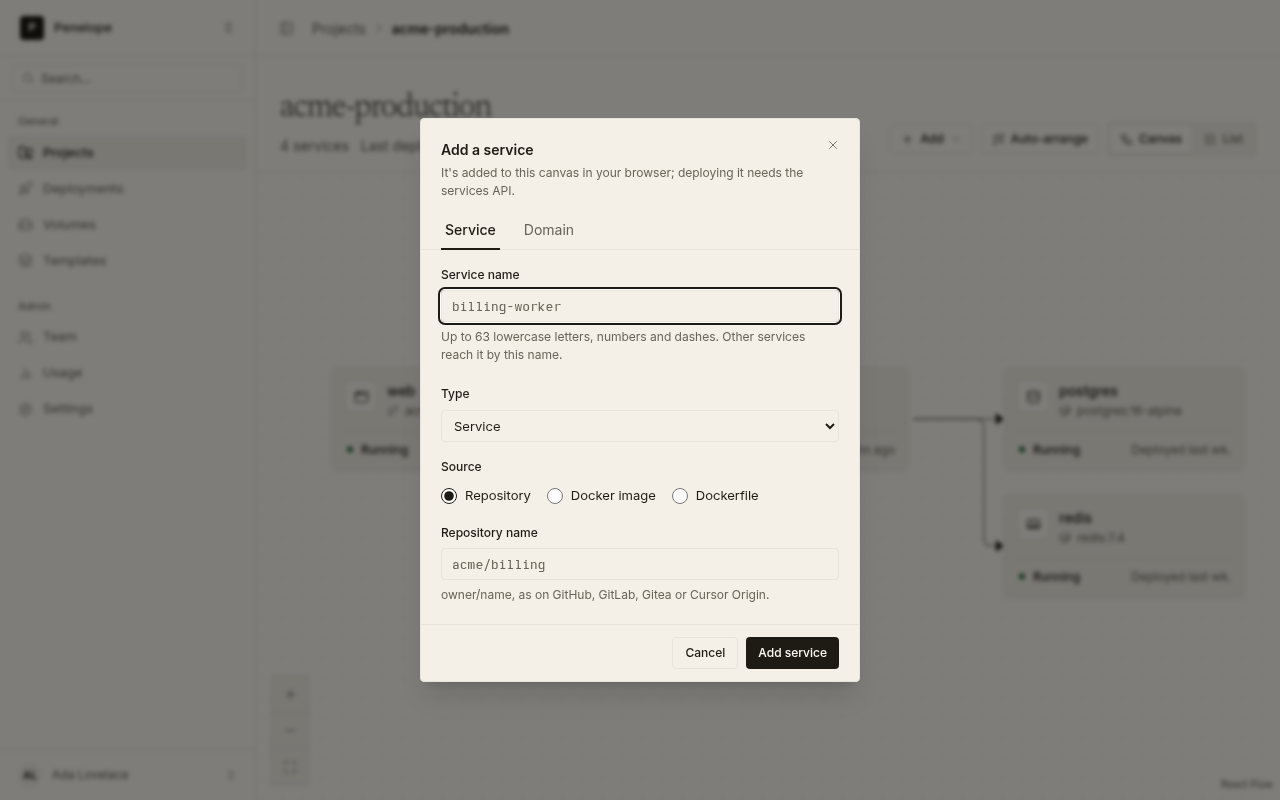 Penelope
Projects
acme-production
Search...
acme-production
General
4 services
Last dep
Add
Auto-arrange
Canvas
List
Projects
Deployments
Volumes
Templates
Admin
Team
Usage
Settings
Add a service
It's added to this canvas in your browser; deploying it needs the
services API.
Service
Domain
Service name
billing-worker
Up to 63 lowercase letters, numbers and dashes. Other services
reach it by this name.
Type
Service
Source
Repository
Docker image
Dockerfile
Repository name
acme/billing
owner/name, as on GitHub, GitLab, Gitea or Cursor Origin.
Cancel
Add service
web
Running
ago
postgres
postgres:16-alpine
Running
Deployed last wk.
redis
redis:7.4
Running
Deployed last wk.
AL
Ada Lovelace
React Flow